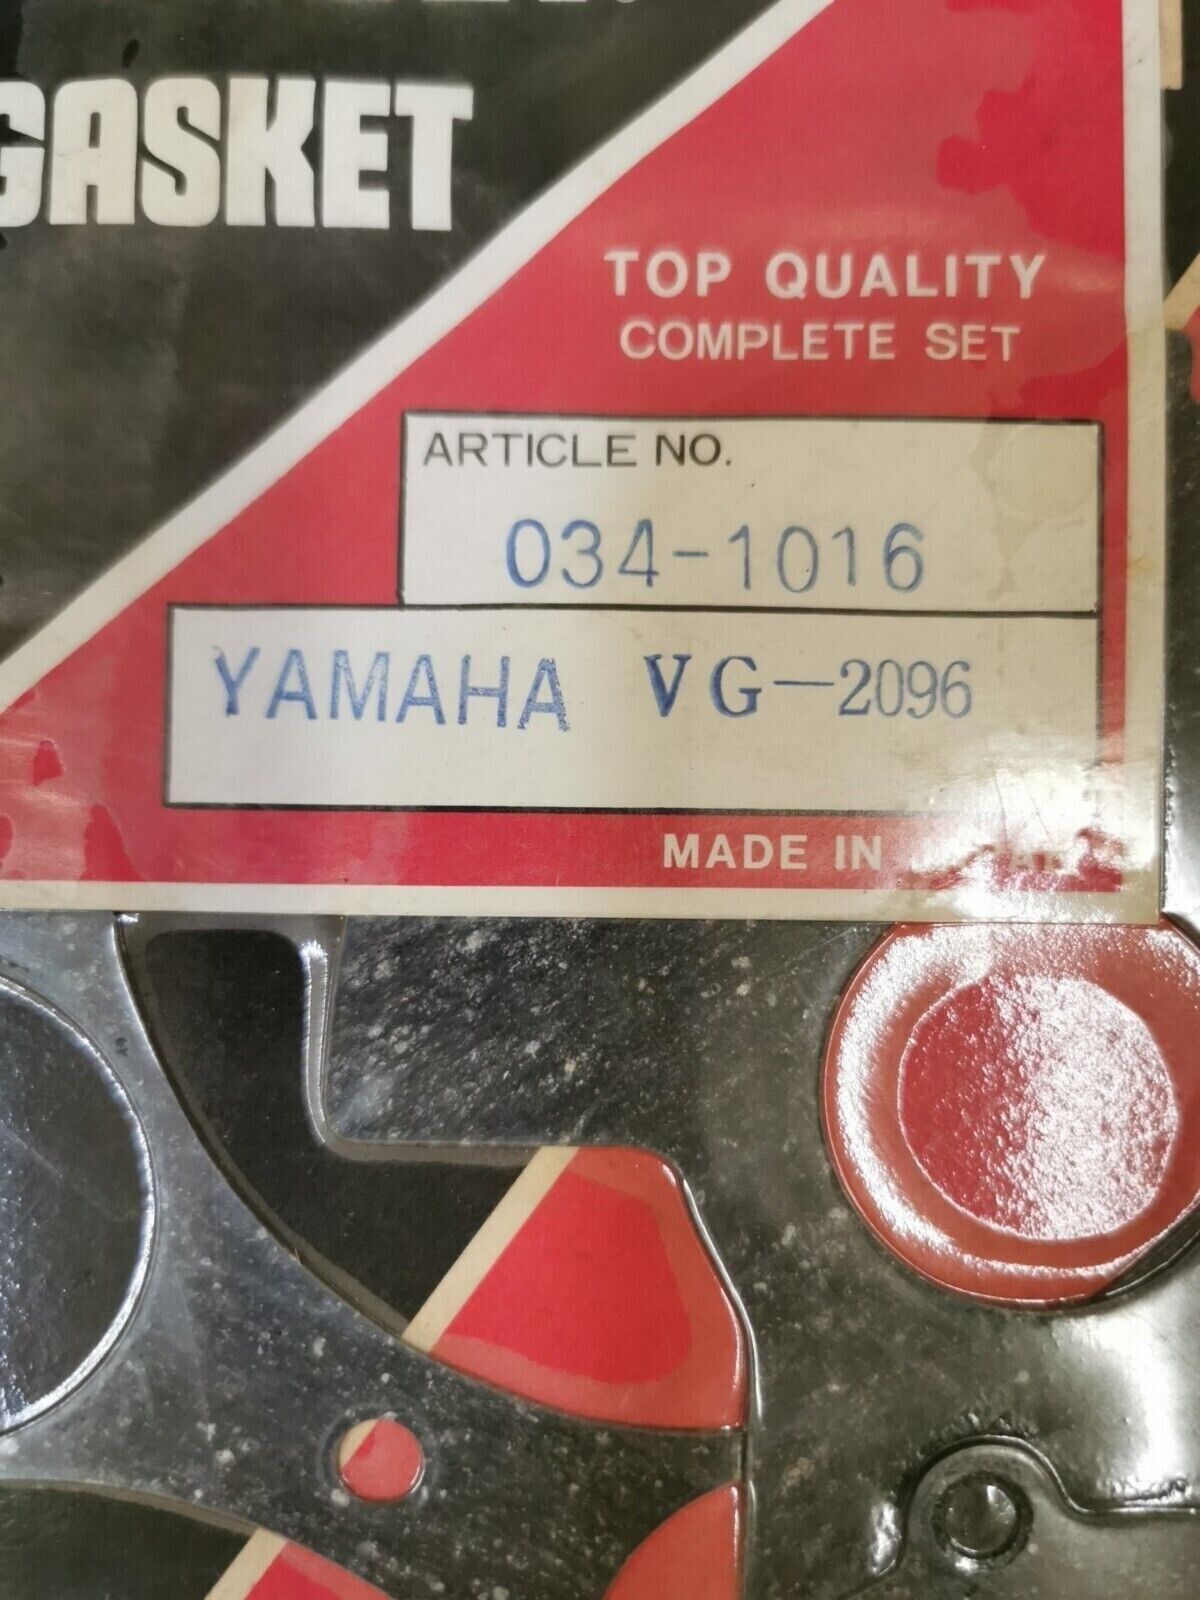 GASKET
TOP QUALITY
COMPLETE SET
ARTICLE NO.
034-1016
YAMAHA VG-2096
MADE IN